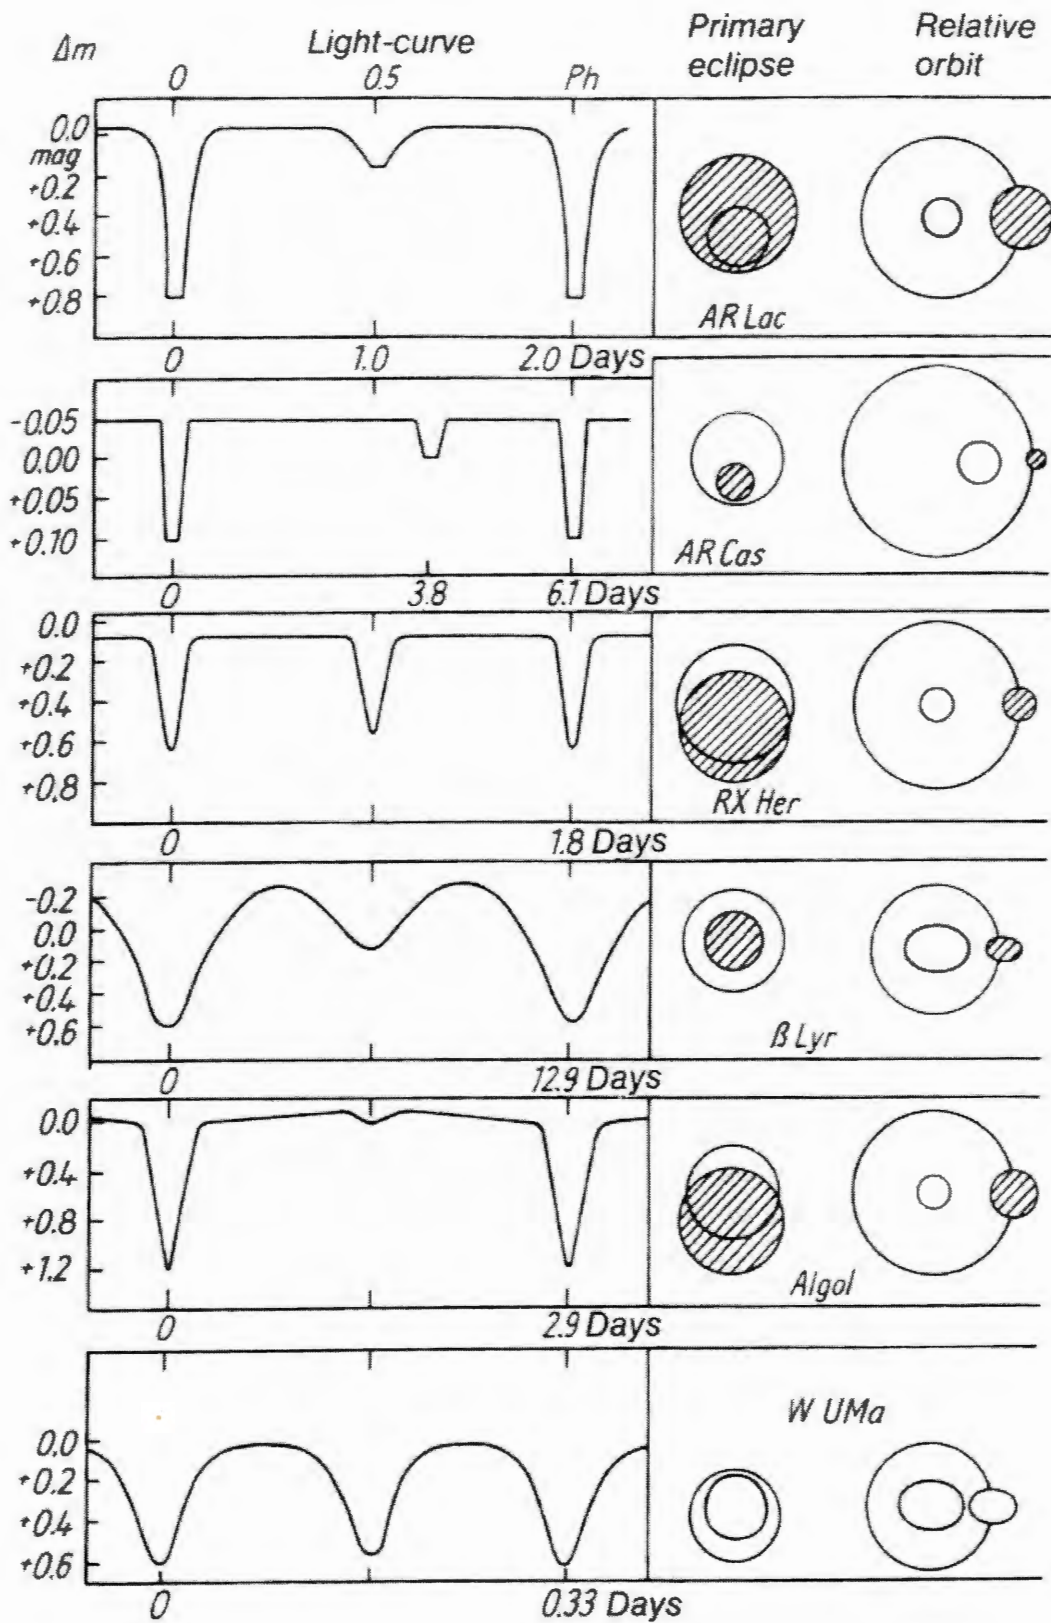 Δm Light-curve Primary eclipse Relative orbit
0 0.5 Ph
0.0
mag
+0.2
+0.4
+0.6
+0.8
AR Lac
0 1.0 2.0 Days
-0.05
0.00
+0.05
+0.10
AR Cas
0 3.8 6.1 Days
0.0
+0.2
+0.4
+0.6
+0.8
RX Her
0 1.8 Days
-0.2
0.0
+0.2
+0.4
+0.6
β Lyr
0 12.9 Days
0.0
+0.4
+0.8
+1.2
Algol
0 2.9 Days
W UMa
0.0
+0.2
+0.4
+0.6
0 0.33 Days